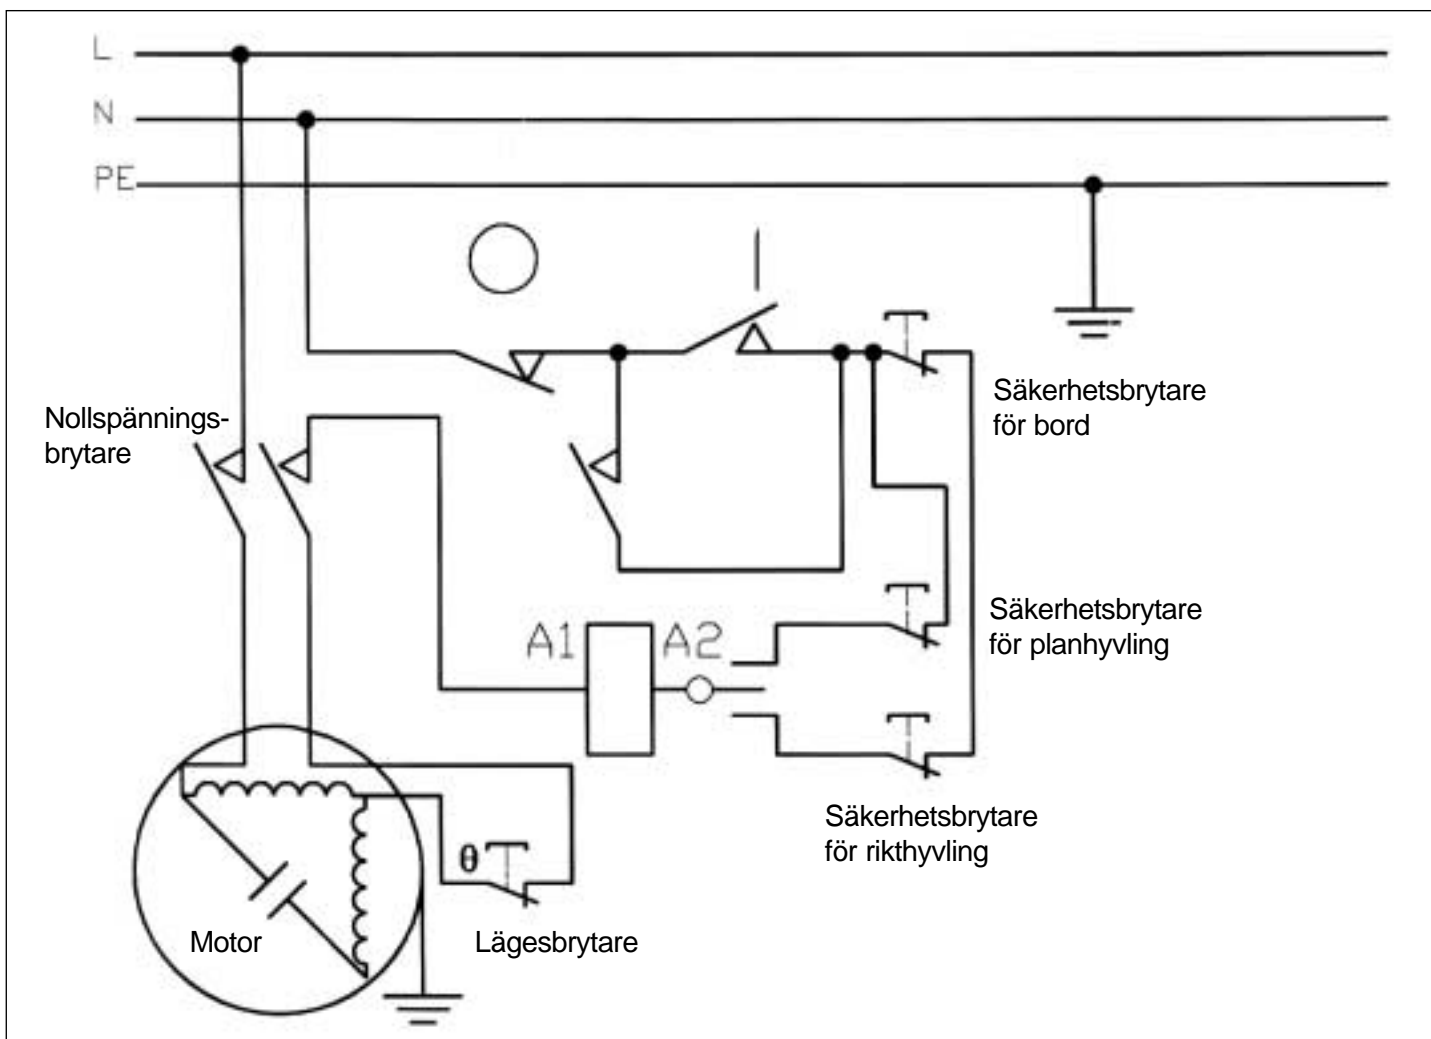 L
N
PE
Nollspännings-
brytare
Säkerhetsbrytare
för bord
A1
A2
Säkerhetsbrytare
för planhyvling
Säkerhetsbrytare
för rikthyvling
θ
Motor
Lägesbrytare